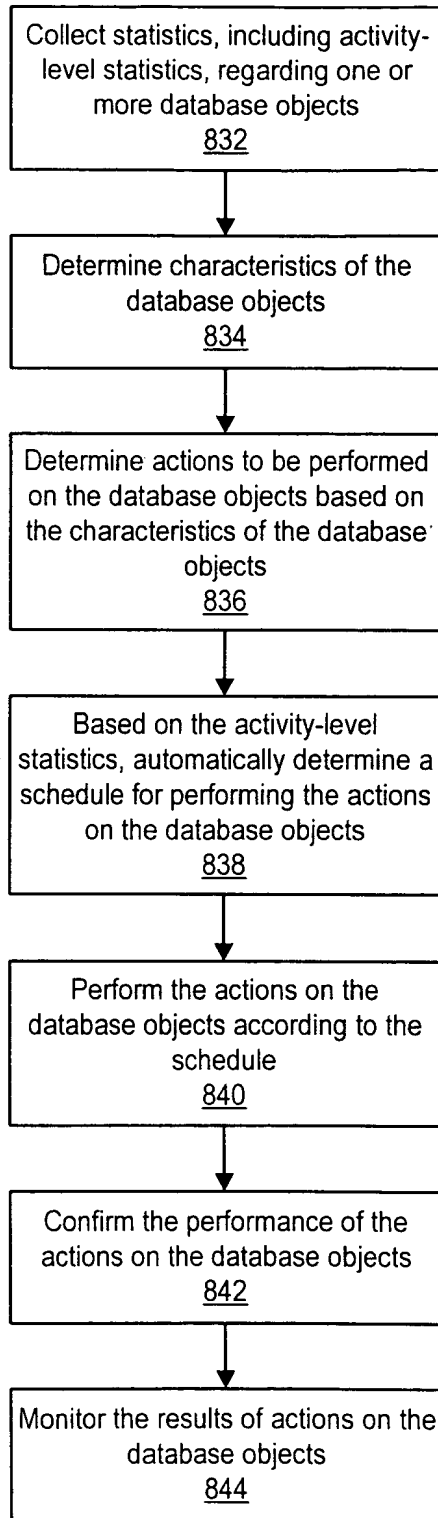 Collect statistics, including activity-
level statistics, regarding one or
more database objects
832
Determine characteristics of the
database objects
834
Determine actions to be performed
on the database objects based on
the characteristics of the database
objects
836
Based on the activity-level
statistics, automatically determine a
schedule for performing the actions
on the database objects
838
Perform the actions on the
database objects according to the
schedule
840
Confirm the performance of the
actions on the database objects
842
Monitor the results of actions on the
database objects
844